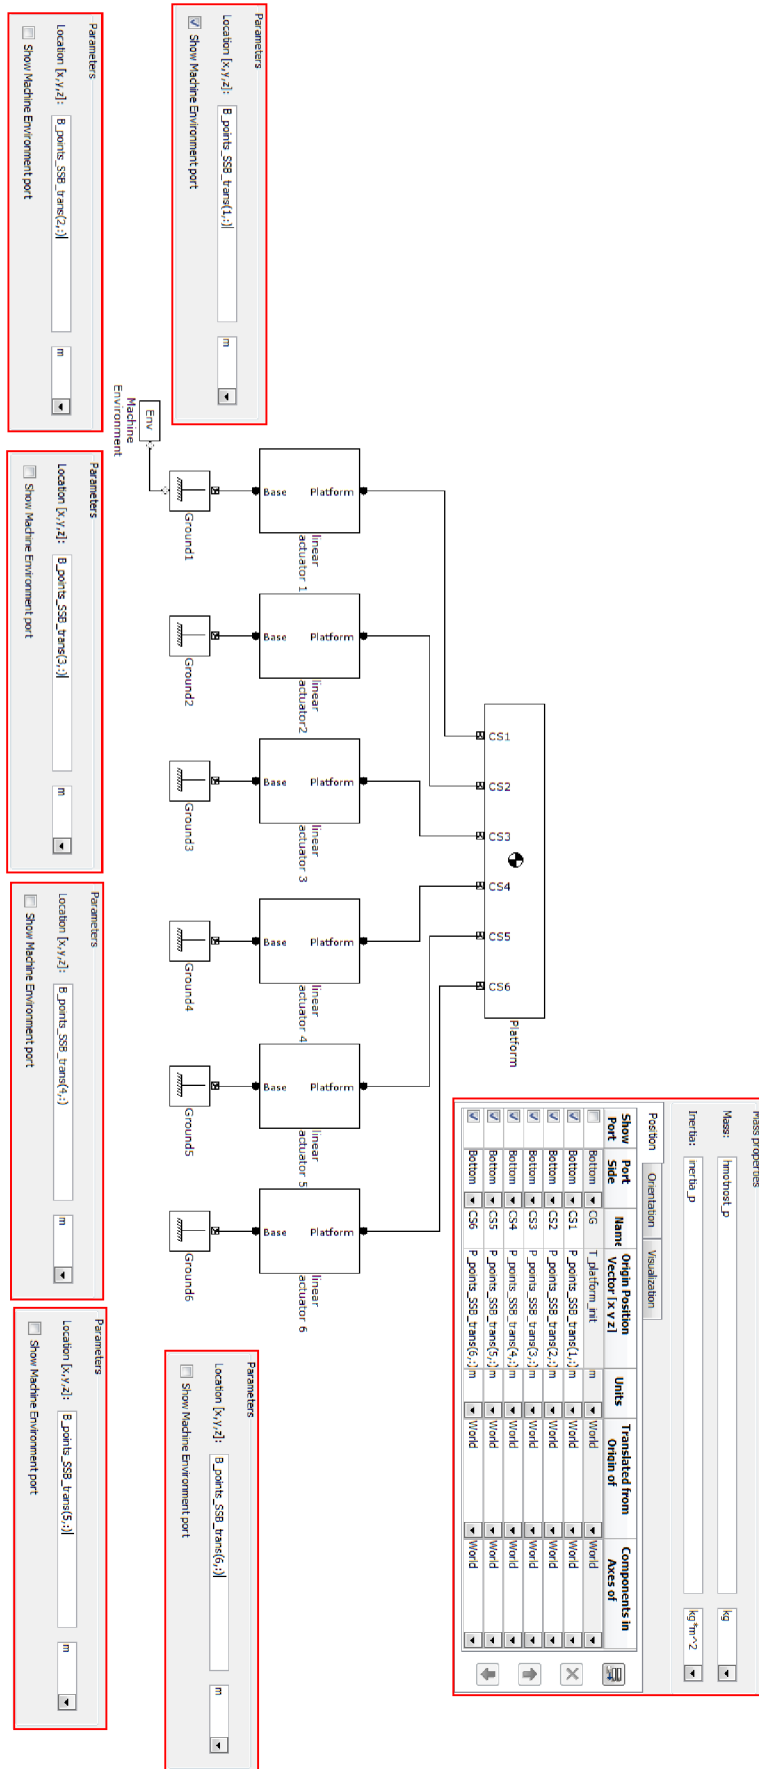 Mass properties
Mass: hmotnost_p kg
Inertia: inertia_p kg*m^2
Position Orientation Visualization
Show Port Port Side Name Origin Position Vector [x y z] Units Translated from Origin of Components in Axes of
Bottom CG T_platform_init m World World
Bottom CS1 P_points_SSB_trans(1,:) m World World
Bottom CS2 P_points_SSB_trans(2,:) m World World
Bottom CS3 P_points_SSB_trans(3,:) m World World
Bottom CS4 P_points_SSB_trans(4,:) m World World
Bottom CS5 P_points_SSB_trans(5,:) m World World
Bottom CS6 P_points_SSB_trans(6,:) m World World
Platform
CS1 CS2 CS3 CS4 CS5 CS6
Platform Platform Platform Platform Platform Platform
Base Base Base Base Base Base
linear
actuator 1
linear
actuator2
linear
actuator 3
linear
actuator 4
linear
actuator 5
linear
actuator 6
Ground1
Ground2
Ground3
Ground4
Ground5
Ground6
Env
Machine
Environment
Parameters
Location [x,y,z]: B_points_SSB_trans(1,:) m
Show Machine Environment port
Parameters
Location [x,y,z]: B_points_SSB_trans(6,:) m
Show Machine Environment port
Parameters
Location [x,y,z]: B_points_SSB_trans(2,:) m
Show Machine Environment port
Parameters
Location [x,y,z]: B_points_SSB_trans(3,:) m
Show Machine Environment port
Parameters
Location [x,y,z]: B_points_SSB_trans(4,:) m
Show Machine Environment port
Parameters
Location [x,y,z]: B_points_SSB_trans(5,:) m
Show Machine Environment port